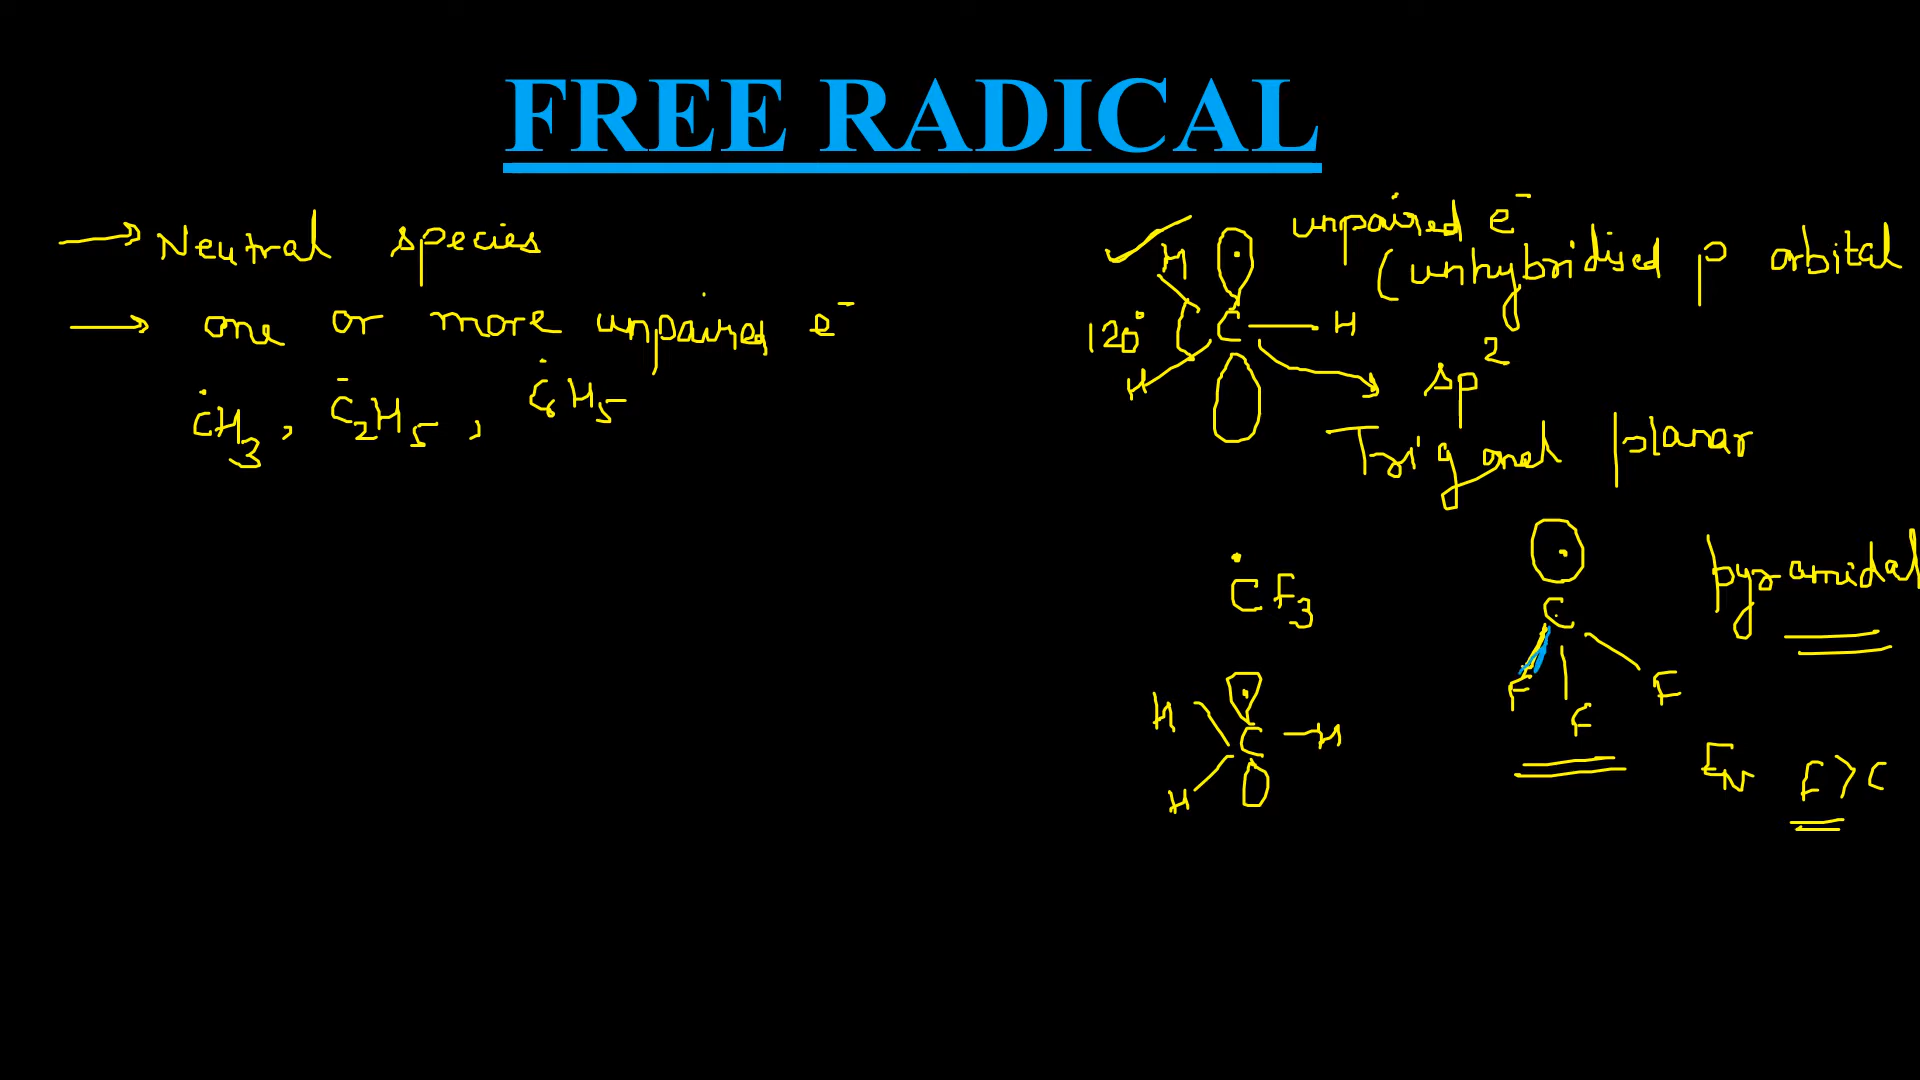 FREE RADICAL
→ Neutral species
→ one or more unpaired e⁻
ĊH₃, C̄₂H₅, Ċ₆H₅
unpaired e⁻
(unhybridised p orbital
H
120°
C
H
H
sp²
Trigonal planar
ĊF₃
C
F
F
F
pyramidal
H
C
H
H
EN F > C